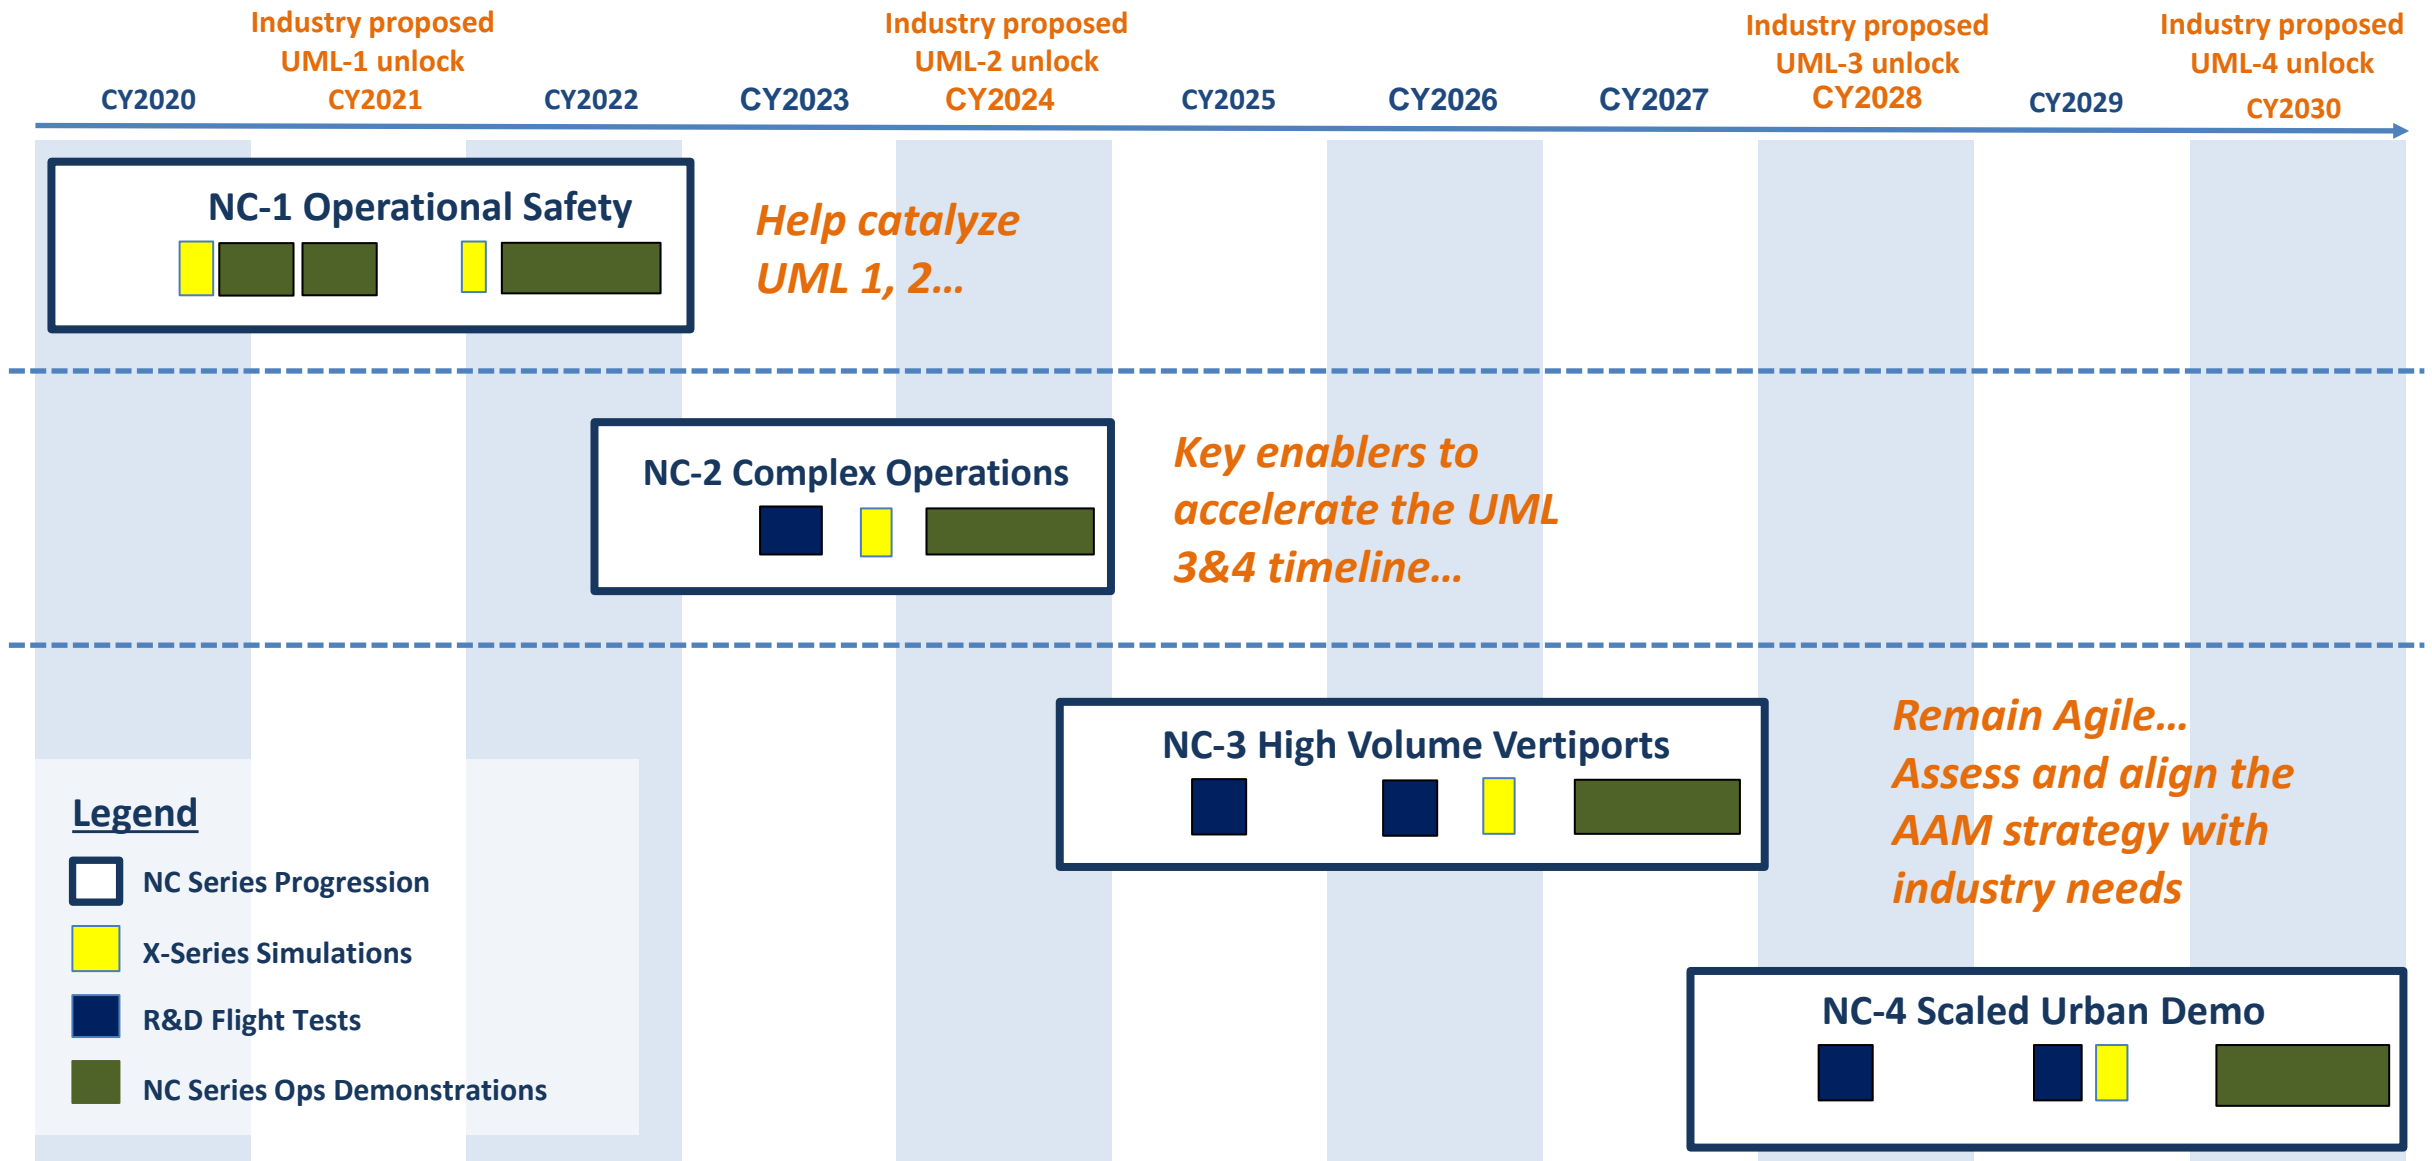 Industry proposed
UML-1 unlock
CY2021
Industry proposed
UML-2 unlock
CY2024
Industry proposed
UML-3 unlock
CY2028
Industry proposed
UML-4 unlock
CY2030
CY2020
CY2022
CY2023
CY2025
CY2026
CY2027
CY2029
NC-1 Operational Safety
Help catalyze
UML 1, 2…
NC-2 Complex Operations
Key enablers to
accelerate the UML
3&4 timeline…
NC-3 High Volume Vertiports
Remain Agile…
Assess and align the
AAM strategy with
industry needs
NC-4 Scaled Urban Demo
Legend
NC Series Progression
X-Series Simulations
R&D Flight Tests
NC Series Ops Demonstrations